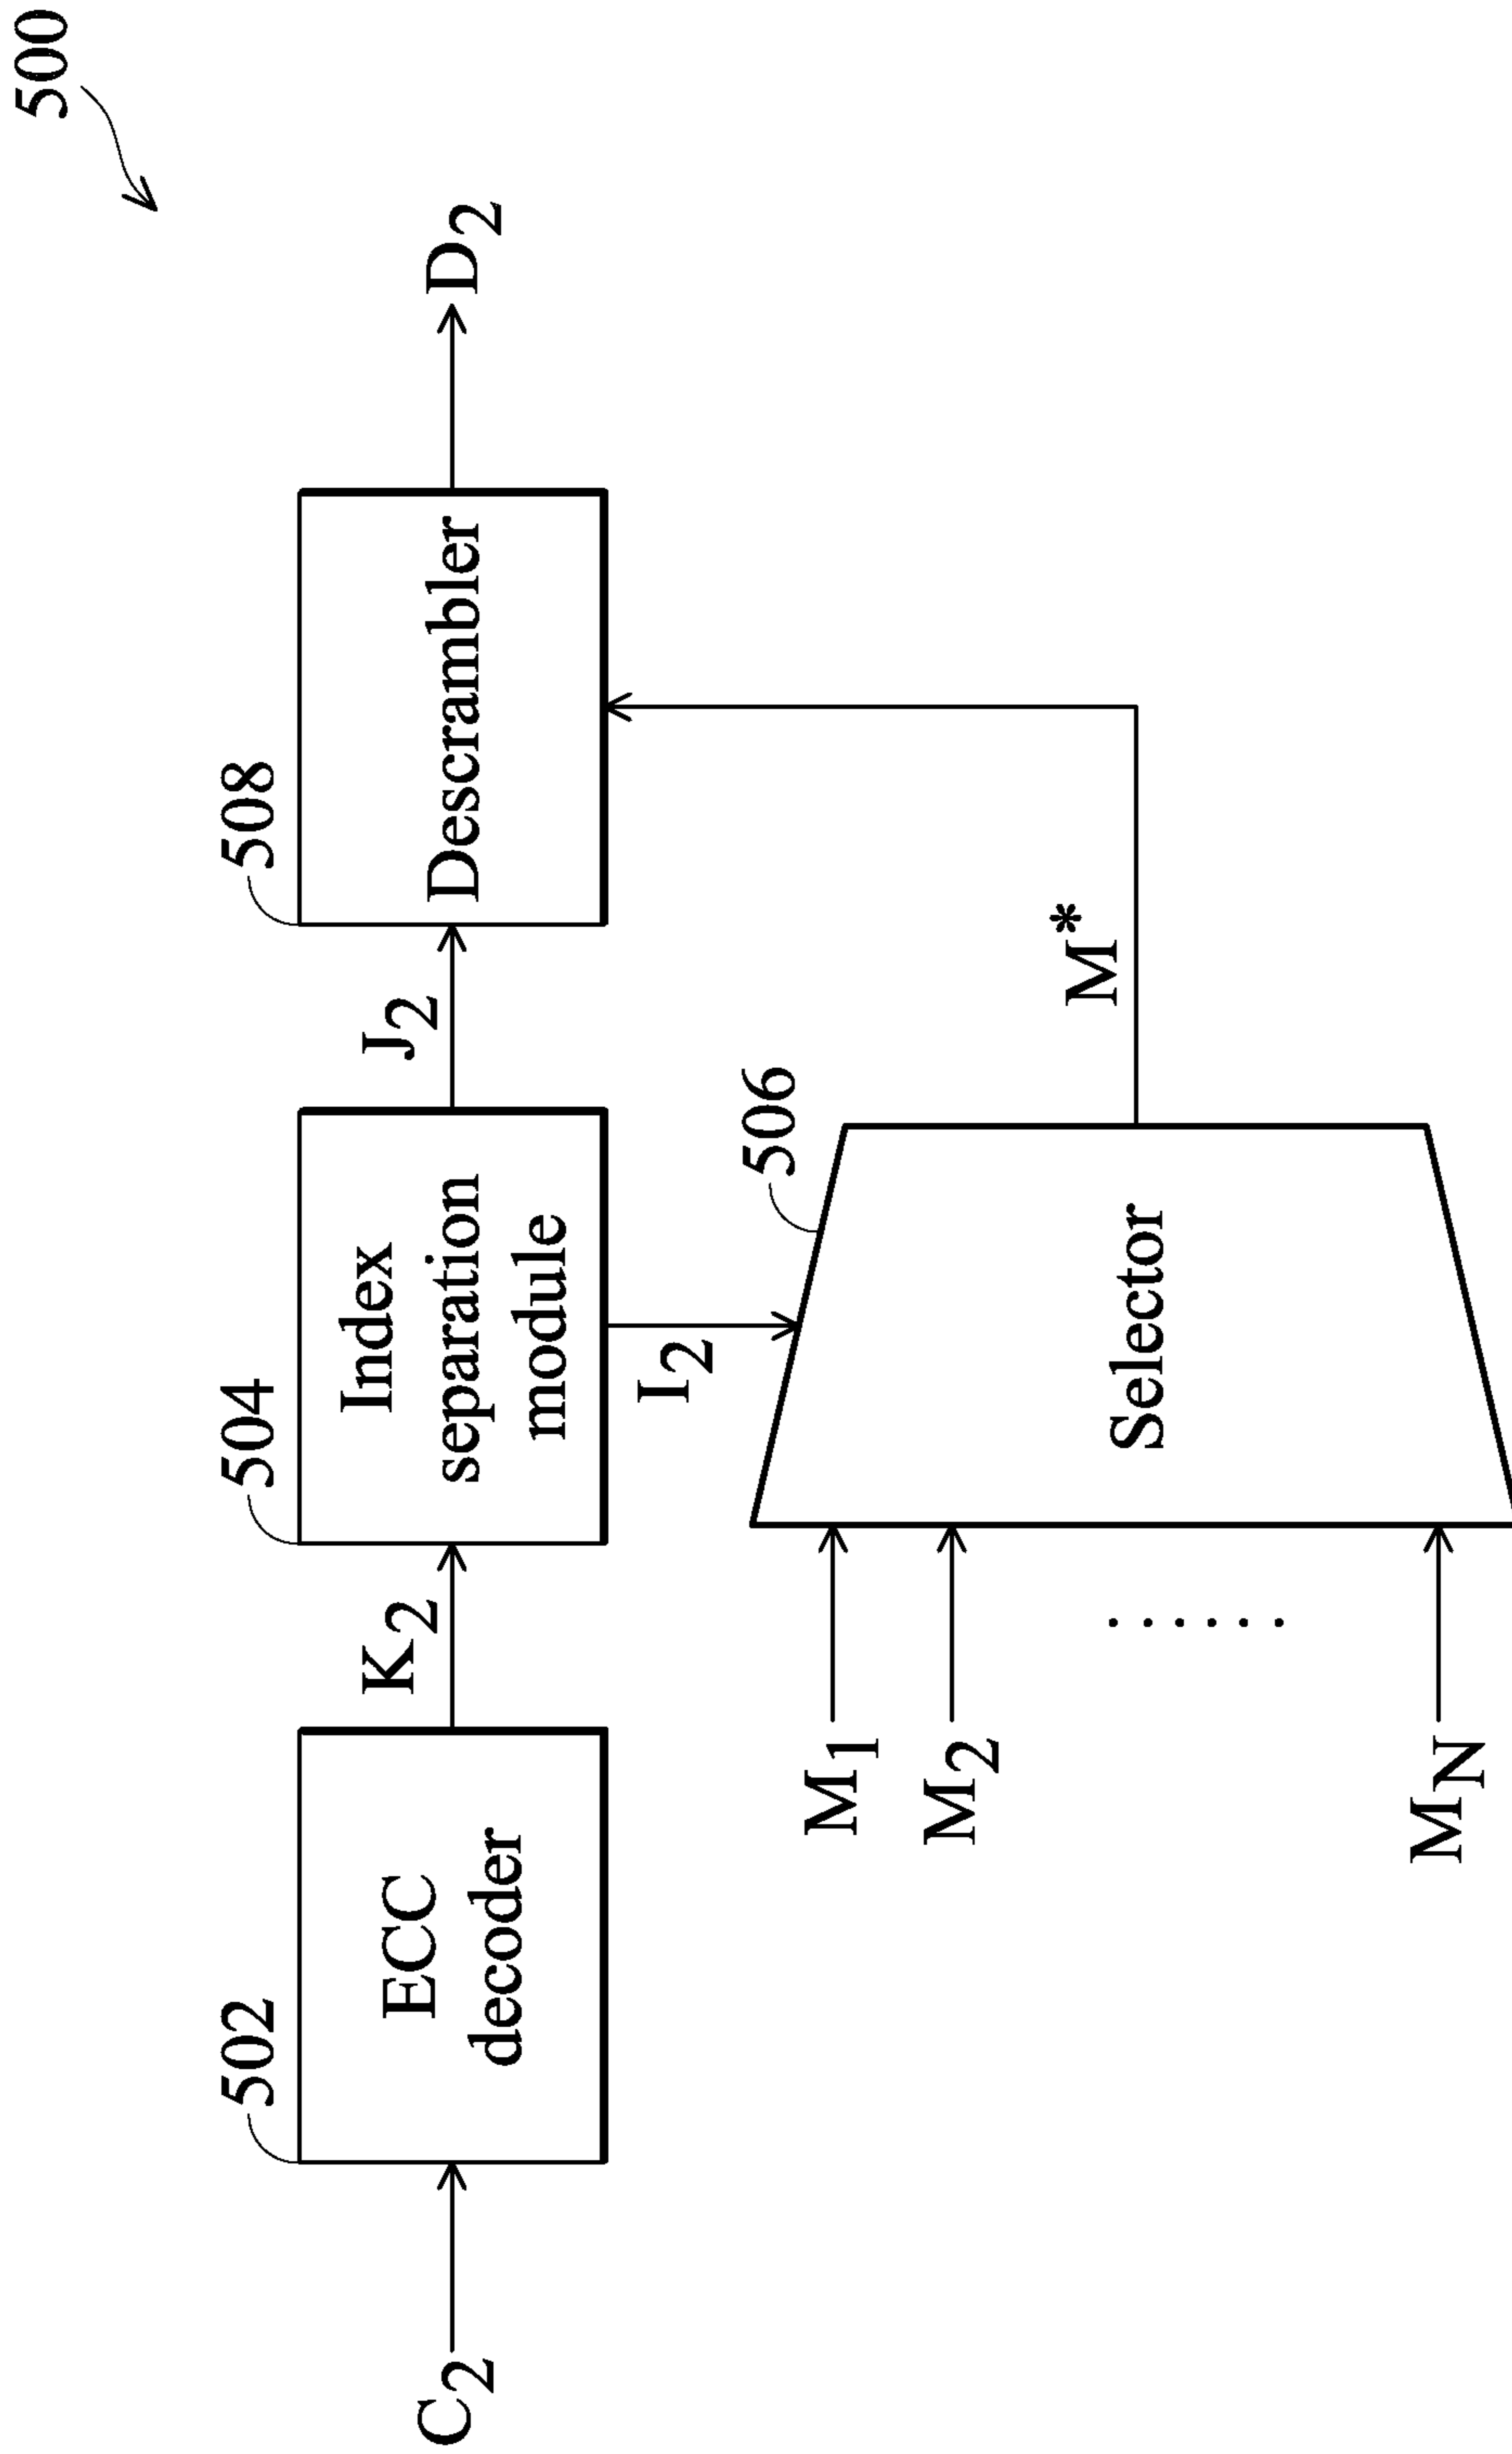 500
502
504
508
C2
ECC
decoder
K2
Index
separation
module
J2
Descrambler
D2
I2
506
M1
M2
......
MN
Selector
M*